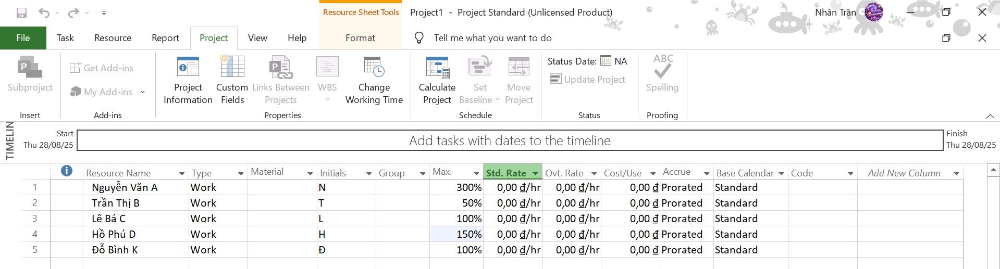 Resource Sheet Tools
Project1 - Project Standard (Unlicensed Product)
Nhân Trần
File Task Resource Report Project View Help Format Tell me what you want to do
Subproject
Insert
Get Add-ins
My Add-ins
Add-ins
Project Information
Custom Fields
Links Between Projects
WBS
Change Working Time
Properties
Calculate Project
Set Baseline
Move Project
Schedule
Status Date: NA
Update Project
Status
ABC
Spelling
Proofing
TIMELIN
Start
Thu 28/08/25
Add tasks with dates to the timeline
Finish
Thu 28/08/25
Resource Name Type Material Initials Group Max. Std. Rate Ovt. Rate Cost/Use Accrue Base Calendar Code Add New Column
1 Nguyễn Văn A Work N 300% 0,00 ₫/hr 0,00 ₫/hr 0,00 ₫ Prorated Standard
2 Trần Thị B Work T 50% 0,00 ₫/hr 0,00 ₫/hr 0,00 ₫ Prorated Standard
3 Lê Bá C Work L 100% 0,00 ₫/hr 0,00 ₫/hr 0,00 ₫ Prorated Standard
4 Hồ Phú D Work H 150% 0,00 ₫/hr 0,00 ₫/hr 0,00 ₫ Prorated Standard
5 Đỗ Bình K Work Đ 100% 0,00 ₫/hr 0,00 ₫/hr 0,00 ₫ Prorated Standard